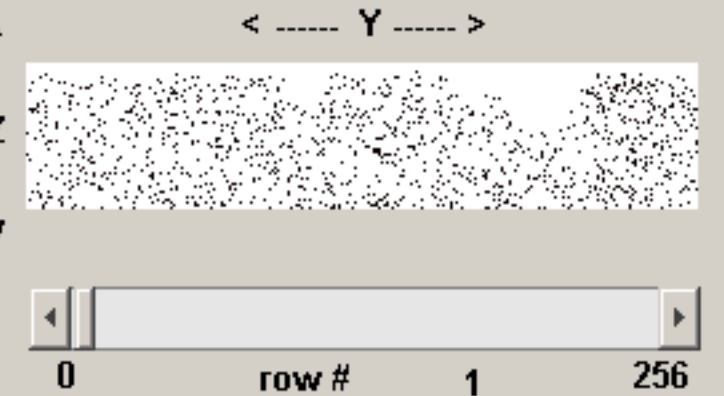 < ------ Y ------ >
0 row # 1 256